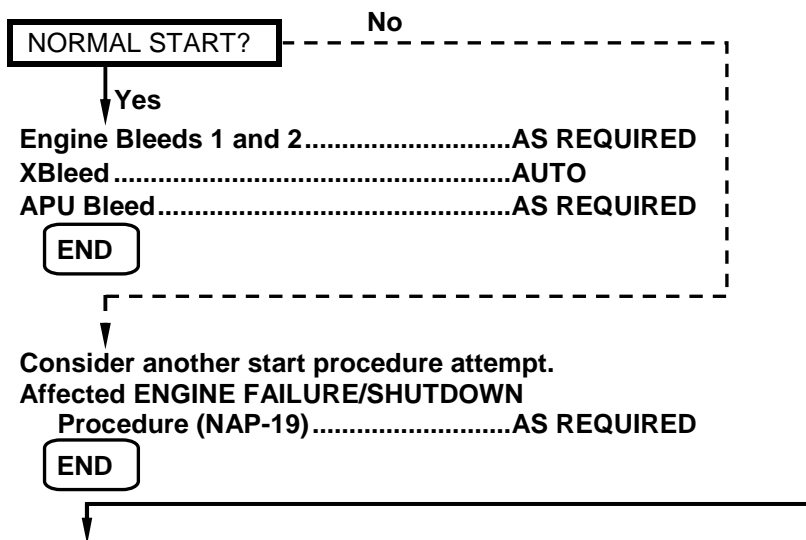 No
NORMAL START?
Yes
Engine Bleeds 1 and 2............................AS REQUIRED
XBleed......................................................AUTO
APU Bleed................................................AS REQUIRED
END
Consider another start procedure attempt.
Affected ENGINE FAILURE/SHUTDOWN
Procedure (NAP-19)...........................AS REQUIRED
END